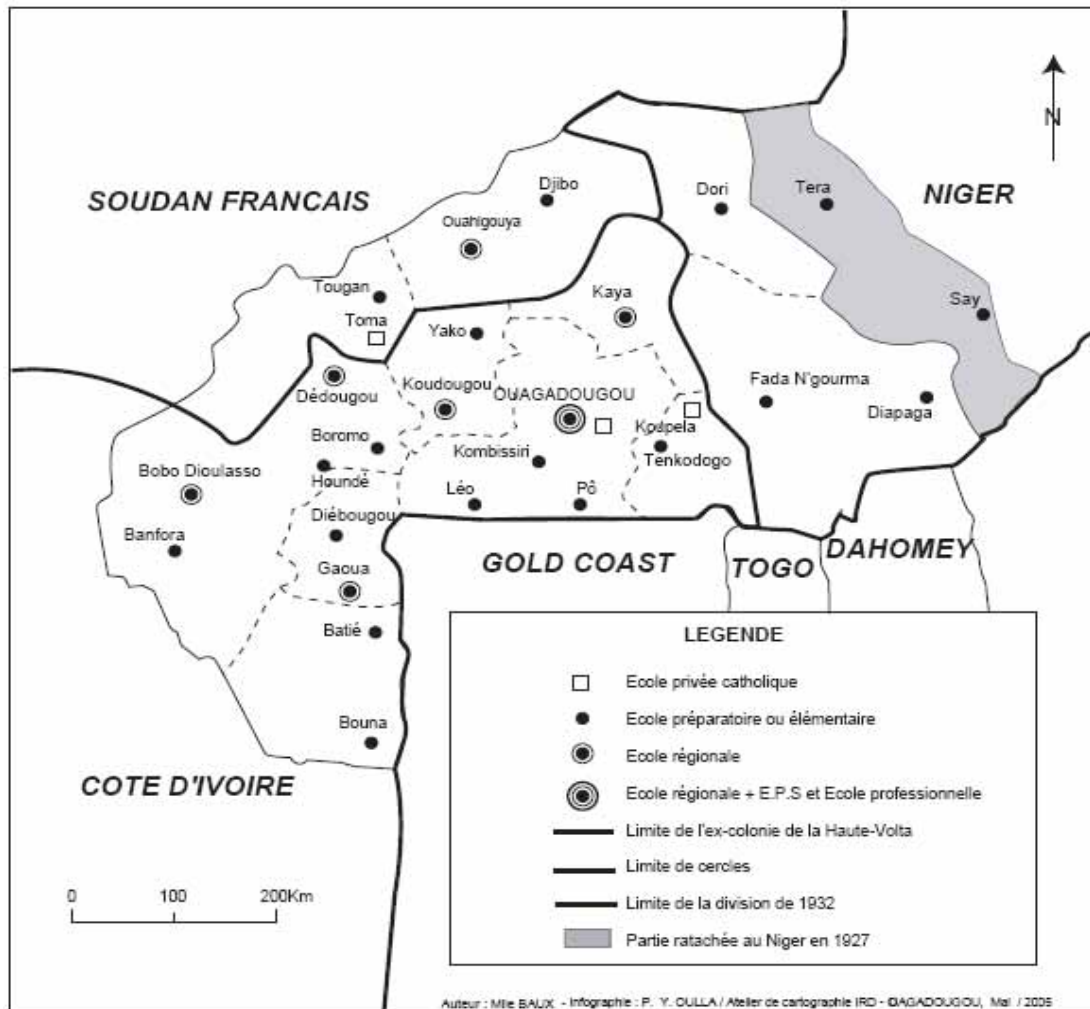 N
SOUDAN FRANCAIS
NIGER
Djibo
Dori
Tera
Ouahigouya
Tougan
Toma
Yako
Kaya
Say
Dédougou
Koudougou
OUAGADOUGOU
Fada N'gourma
Diapaga
Boromo
Koupela
Kombissiri
Tenkodogo
Bobo Dioulasso
Houndé
Léo
Pô
Diébougou
Banfora
Gaoua
GOLD COAST
TOGO
DAHOMEY
Batié
Bouna
COTE D'IVOIRE
0 100 200Km
LEGENDE
Ecole privée catholique
Ecole préparatoire ou élémentaire
Ecole régionale
Ecole régionale + E.P.S et Ecole professionelle
Limite de l'ex-colonie de la Haute-Volta
Limite de cercles
Limite de la division de 1932
Partie ratachée au Niger en 1927
Auteur : Mlle BAUX - Infographie : P. Y. OULLA / Atelier de cartographie IRD - OAGADOUGOU, Mai / 2005